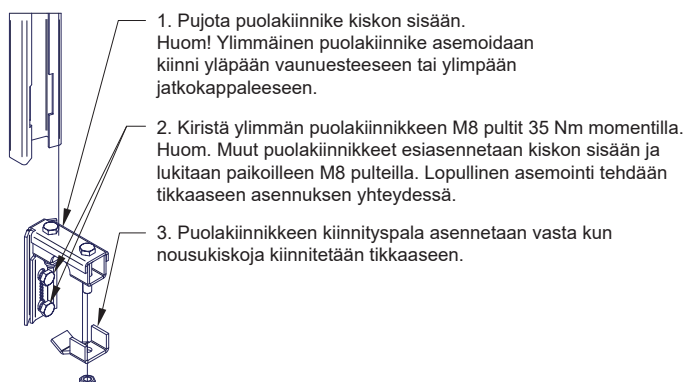 1. Pujota puolakiinnike kiskon sisään.
Huom! Ylimmäinen puolakiinnike asemoidaan
kiinni yläpään vaunuesteeseen tai ylimpään
jatkokappaleeseen.
2. Kiristä ylimmän puolakiinnikkeen M8 pultit 35 Nm momentilla.
Huom. Muut puolakiinnikkeet esiasennetaan kiskon sisään ja
lukitaan paikoilleen M8 pulteilla. Lopullinen asemointi tehdään
tikkaaseen asennuksen yhteydessä.
3. Puolakiinnikkeen kiinnityspala asennetaan vasta kun
nousukiskoja kiinnitetään tikkaaseen.